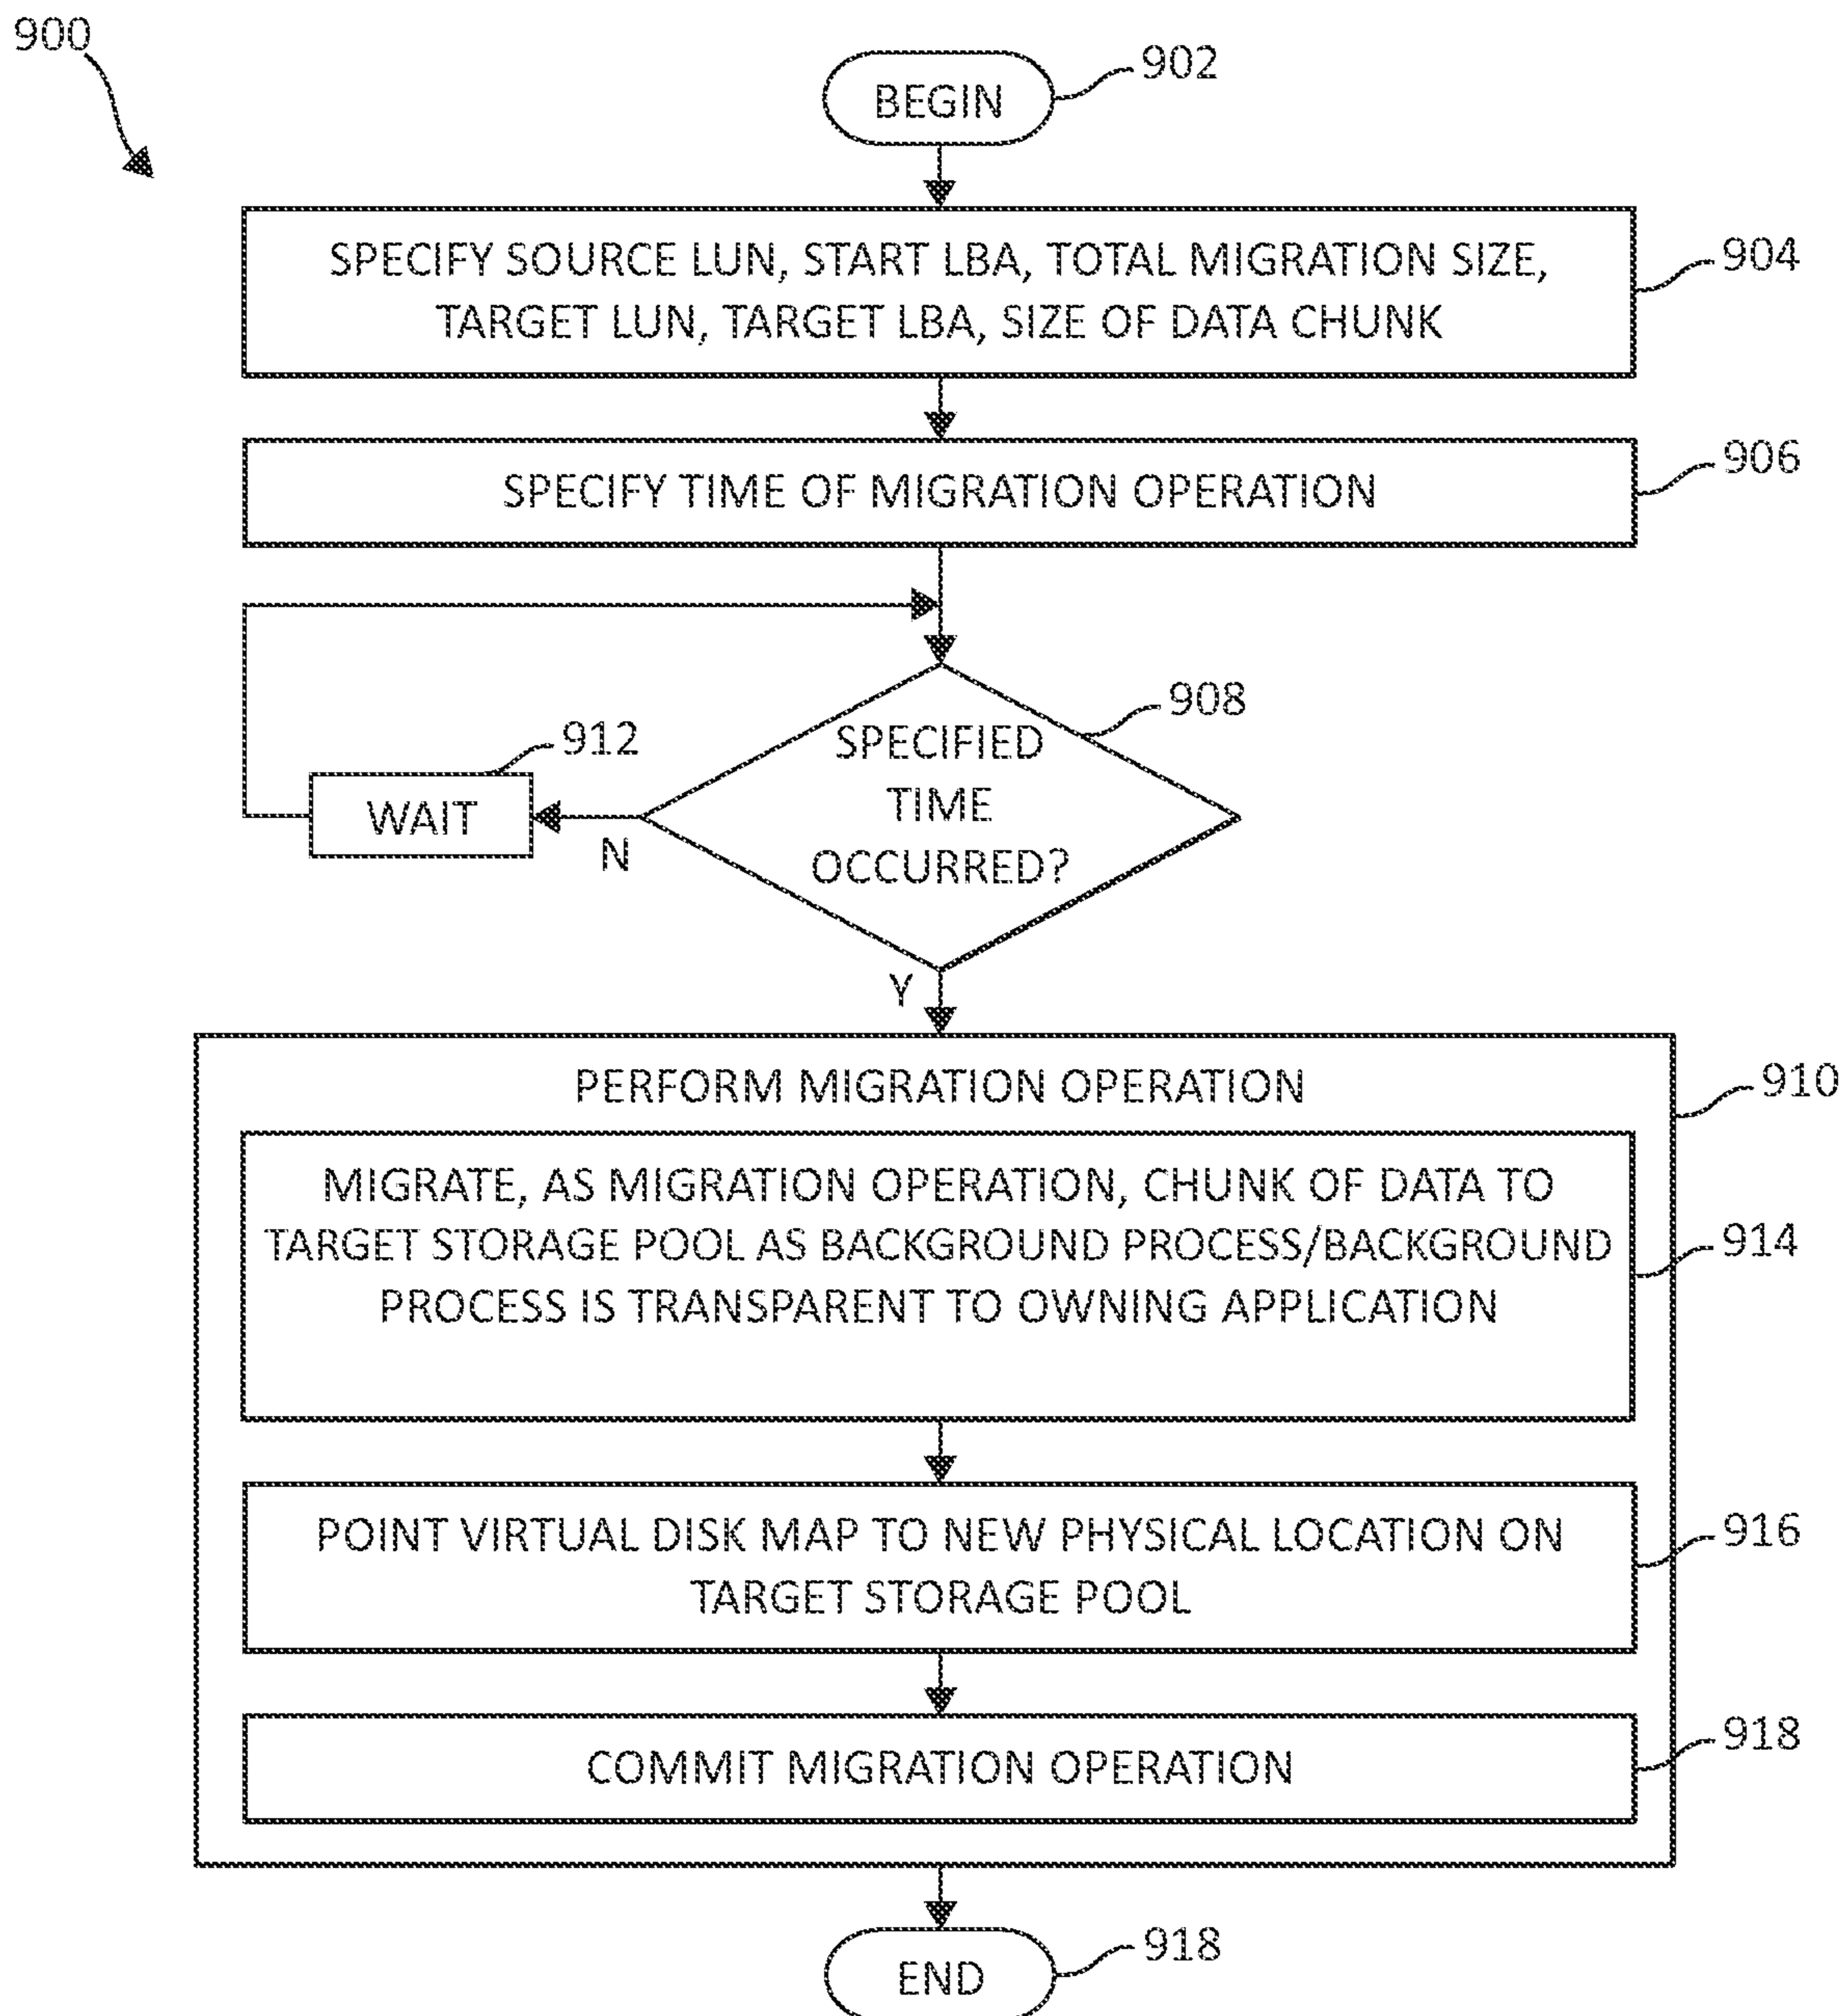 900
BEGIN
902
SPECIFY SOURCE LUN, START LBA, TOTAL MIGRATION SIZE,
TARGET LUN, TARGET LBA, SIZE OF DATA CHUNK
904
SPECIFY TIME OF MIGRATION OPERATION
906
SPECIFIED
TIME
OCCURRED?
908
912
WAIT
N
Y
PERFORM MIGRATION OPERATION
910
MIGRATE, AS MIGRATION OPERATION, CHUNK OF DATA TO
TARGET STORAGE POOL AS BACKGROUND PROCESS/BACKGROUND
PROCESS IS TRANSPARENT TO OWNING APPLICATION
914
POINT VIRTUAL DISK MAP TO NEW PHYSICAL LOCATION ON
TARGET STORAGE POOL
916
COMMIT MIGRATION OPERATION
918
END
918